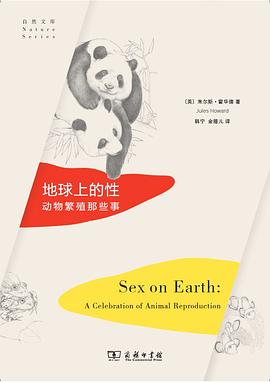 自然文库
Nature
Series
[英] 朱尔斯·霍华德 著
Jules Howard
韩宁 金箍儿 译
地球上的性
动物繁殖那些事
Sex on Earth:
A Celebration of Animal Reproduction
商务印书馆
The Commercial Press